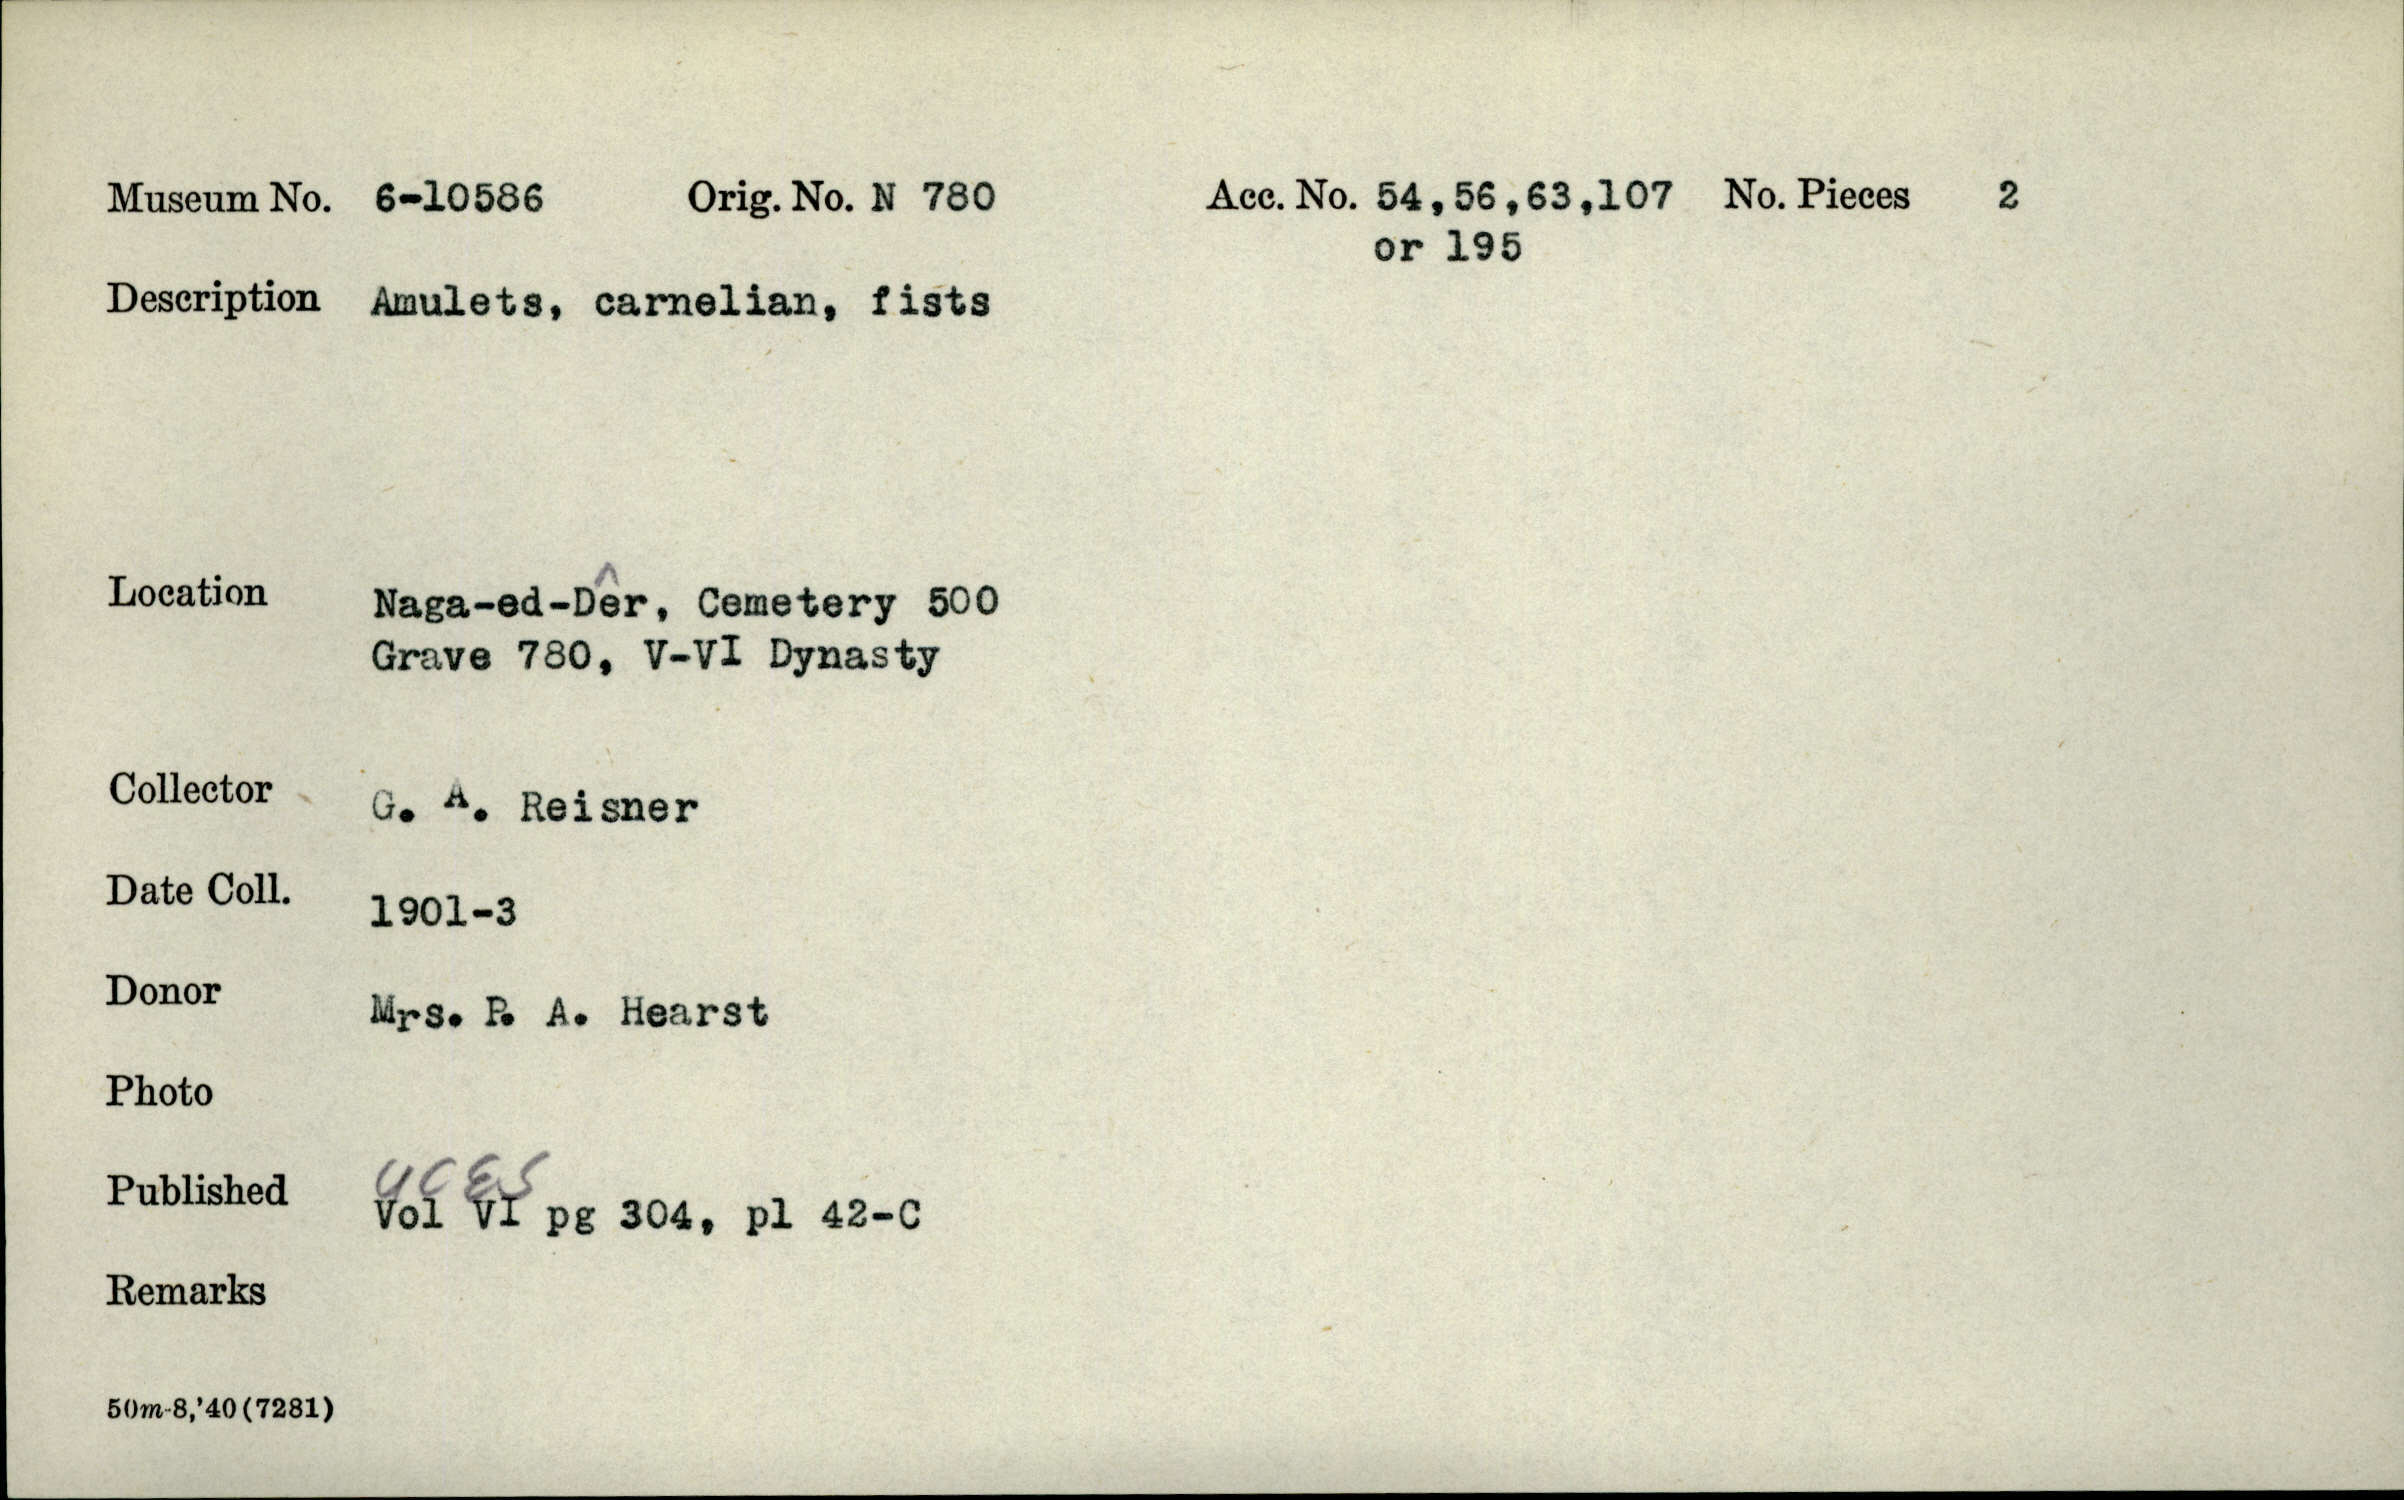 Museum No. 6-10586 Orig. No. N 780 Acc. No. 54,56,63,107 No. Pieces 2
or 195
Description Amulets, carnelian, fists
Location Naga-ed-Dêr, Cemetery 500
Grave 780, V-VI Dynasty
Collector G. A. Reisner
Date Coll. 1901-3
Donor Mrs. P. A. Hearst
Photo
Published UCES
Vol VI pg 304, pl 42-C
Remarks
50m-8,'40(7281)